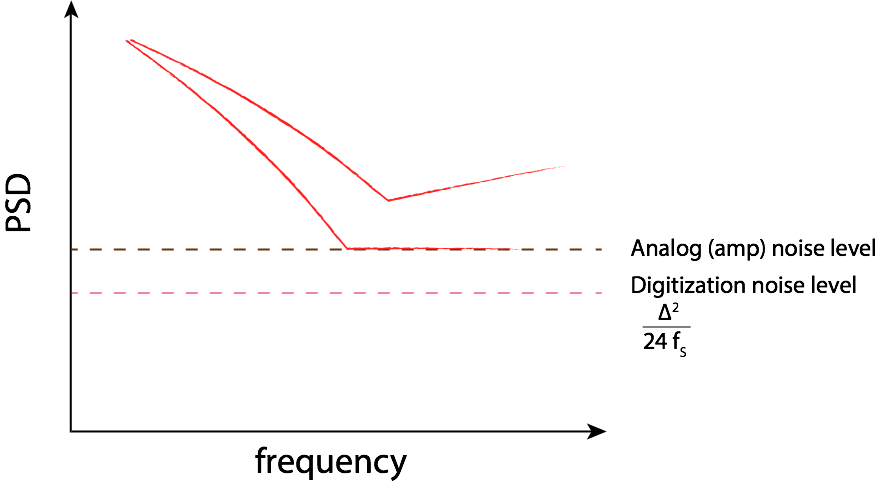 PSD
Analog (amp) noise level
Digitization noise level
Δ²
24 fₛ
frequency